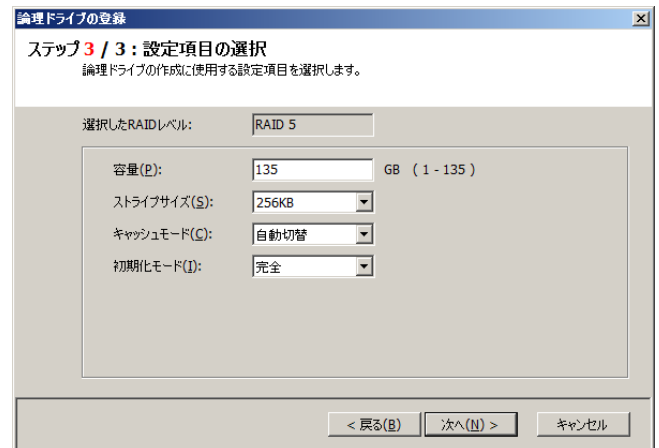 論理ドライブの登録
ステップ 3 / 3 : 設定項目の選択
論理ドライブの作成に使用する設定項目を選択します。
選択したRAIDレベル: RAID 5
容量(P): 135 GB ( 1 - 135 )
ストライプサイズ(S): 256KB
キャッシュモード(C): 自動切替
初期化モード(I): 完全
< 戻る(B) 次へ(N) > キャンセル